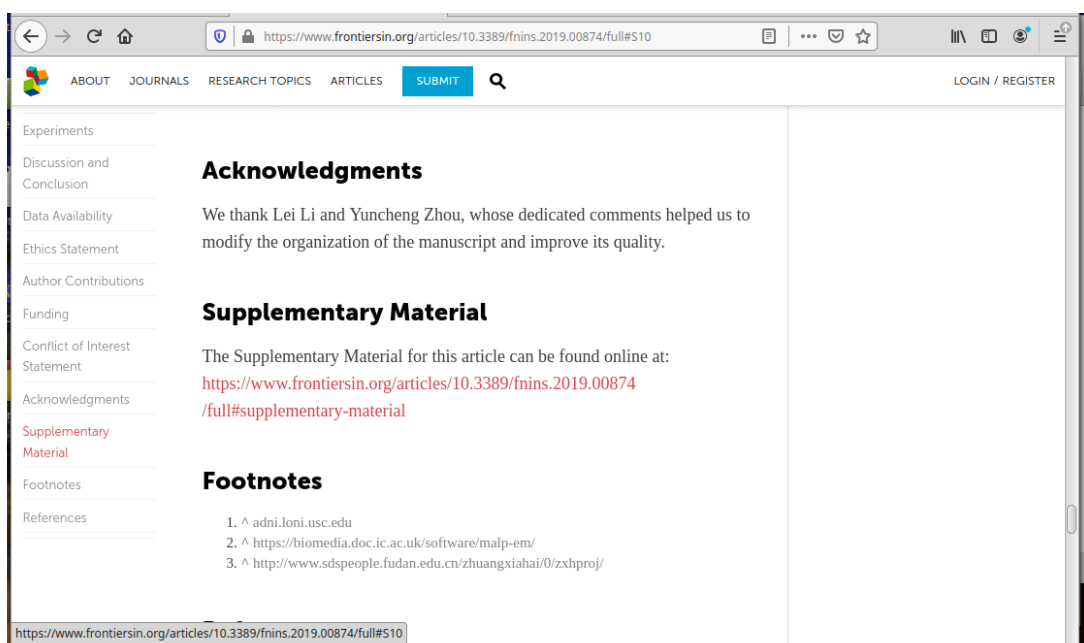 https://www.frontiersin.org/articles/10.3389/fnins.2019.00874/full#S10
ABOUT JOURNALS RESEARCH TOPICS ARTICLES SUBMIT LOGIN / REGISTER
Experiments
Discussion and
Conclusion
Data Availability
Ethics Statement
Author Contributions
Funding
Conflict of Interest
Statement
Acknowledgments
Supplementary
Material
Footnotes
References
Acknowledgments
We thank Lei Li and Yuncheng Zhou, whose dedicated comments helped us to
modify the organization of the manuscript and improve its quality.
Supplementary Material
The Supplementary Material for this article can be found online at:
https://www.frontiersin.org/articles/10.3389/fnins.2019.00874
/full#supplementary-material
Footnotes
1. ^ adni.loni.usc.edu
2. ^ https://biomedia.doc.ic.ac.uk/software/malp-em/
3. ^ http://www.sdspeople.fudan.edu.cn/zhuangxiahai/0/zxhproj/
https://www.frontiersin.org/articles/10.3389/fnins.2019.00874/full#S10